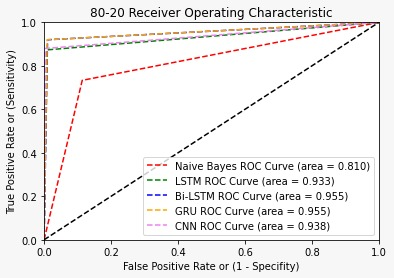 80-20 Receiver Operating Characteristic
True Positive Rate or (Sensitivity)
1.0
0.8
0.6
0.4
0.2
0.0
Naive Bayes ROC Curve (area = 0.810)
LSTM ROC Curve (area = 0.933)
Bi-LSTM ROC Curve (area = 0.955)
GRU ROC Curve (area = 0.955)
CNN ROC Curve (area = 0.938)
0.0 0.2 0.4 0.6 0.8 1.0
False Positive Rate or (1 - Specifity)